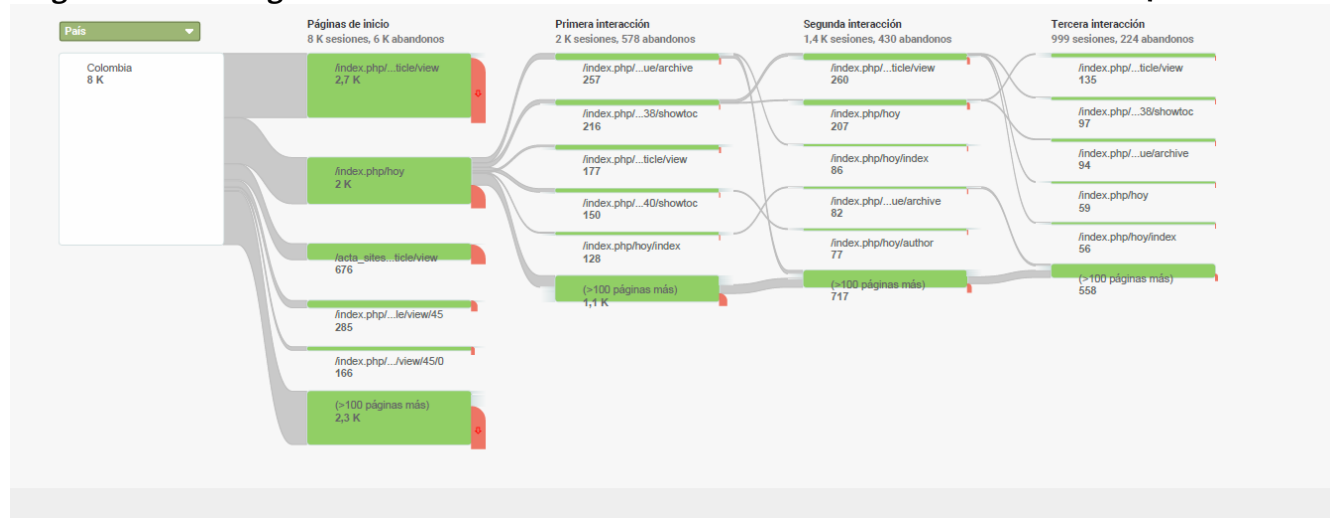 País
Colombia
8 K
Páginas de inicio
8 K sesiones, 6 K abandonos
/index.php/...ticle/view
2,7 K
/index.php/hoy
2 K
/acta_sites...ticle/view
676
/index.php/...le/view/45
285
/index.php/.../view/45/0
166
(>100 páginas más)
2,3 K
Primera interacción
2 K sesiones, 578 abandonos
/index.php/...ue/archive
257
/index.php/...38/showtoc
216
/index.php/...ticle/view
177
/index.php/...40/showtoc
150
/index.php/hoy/index
128
(>100 páginas más)
1,1 K
Segunda interacción
1,4 K sesiones, 430 abandonos
/index.php/...ticle/view
260
/index.php/hoy
207
/index.php/hoy/index
86
/index.php/...ue/archive
82
/index.php/hoy/author
77
(>100 páginas más)
717
Tercera interacción
999 sesiones, 224 abandonos
/index.php/...ticle/view
135
/index.php/...38/showtoc
97
/index.php/...ue/archive
94
/index.php/hoy
59
/index.php/hoy/index
56
(>100 páginas más)
558